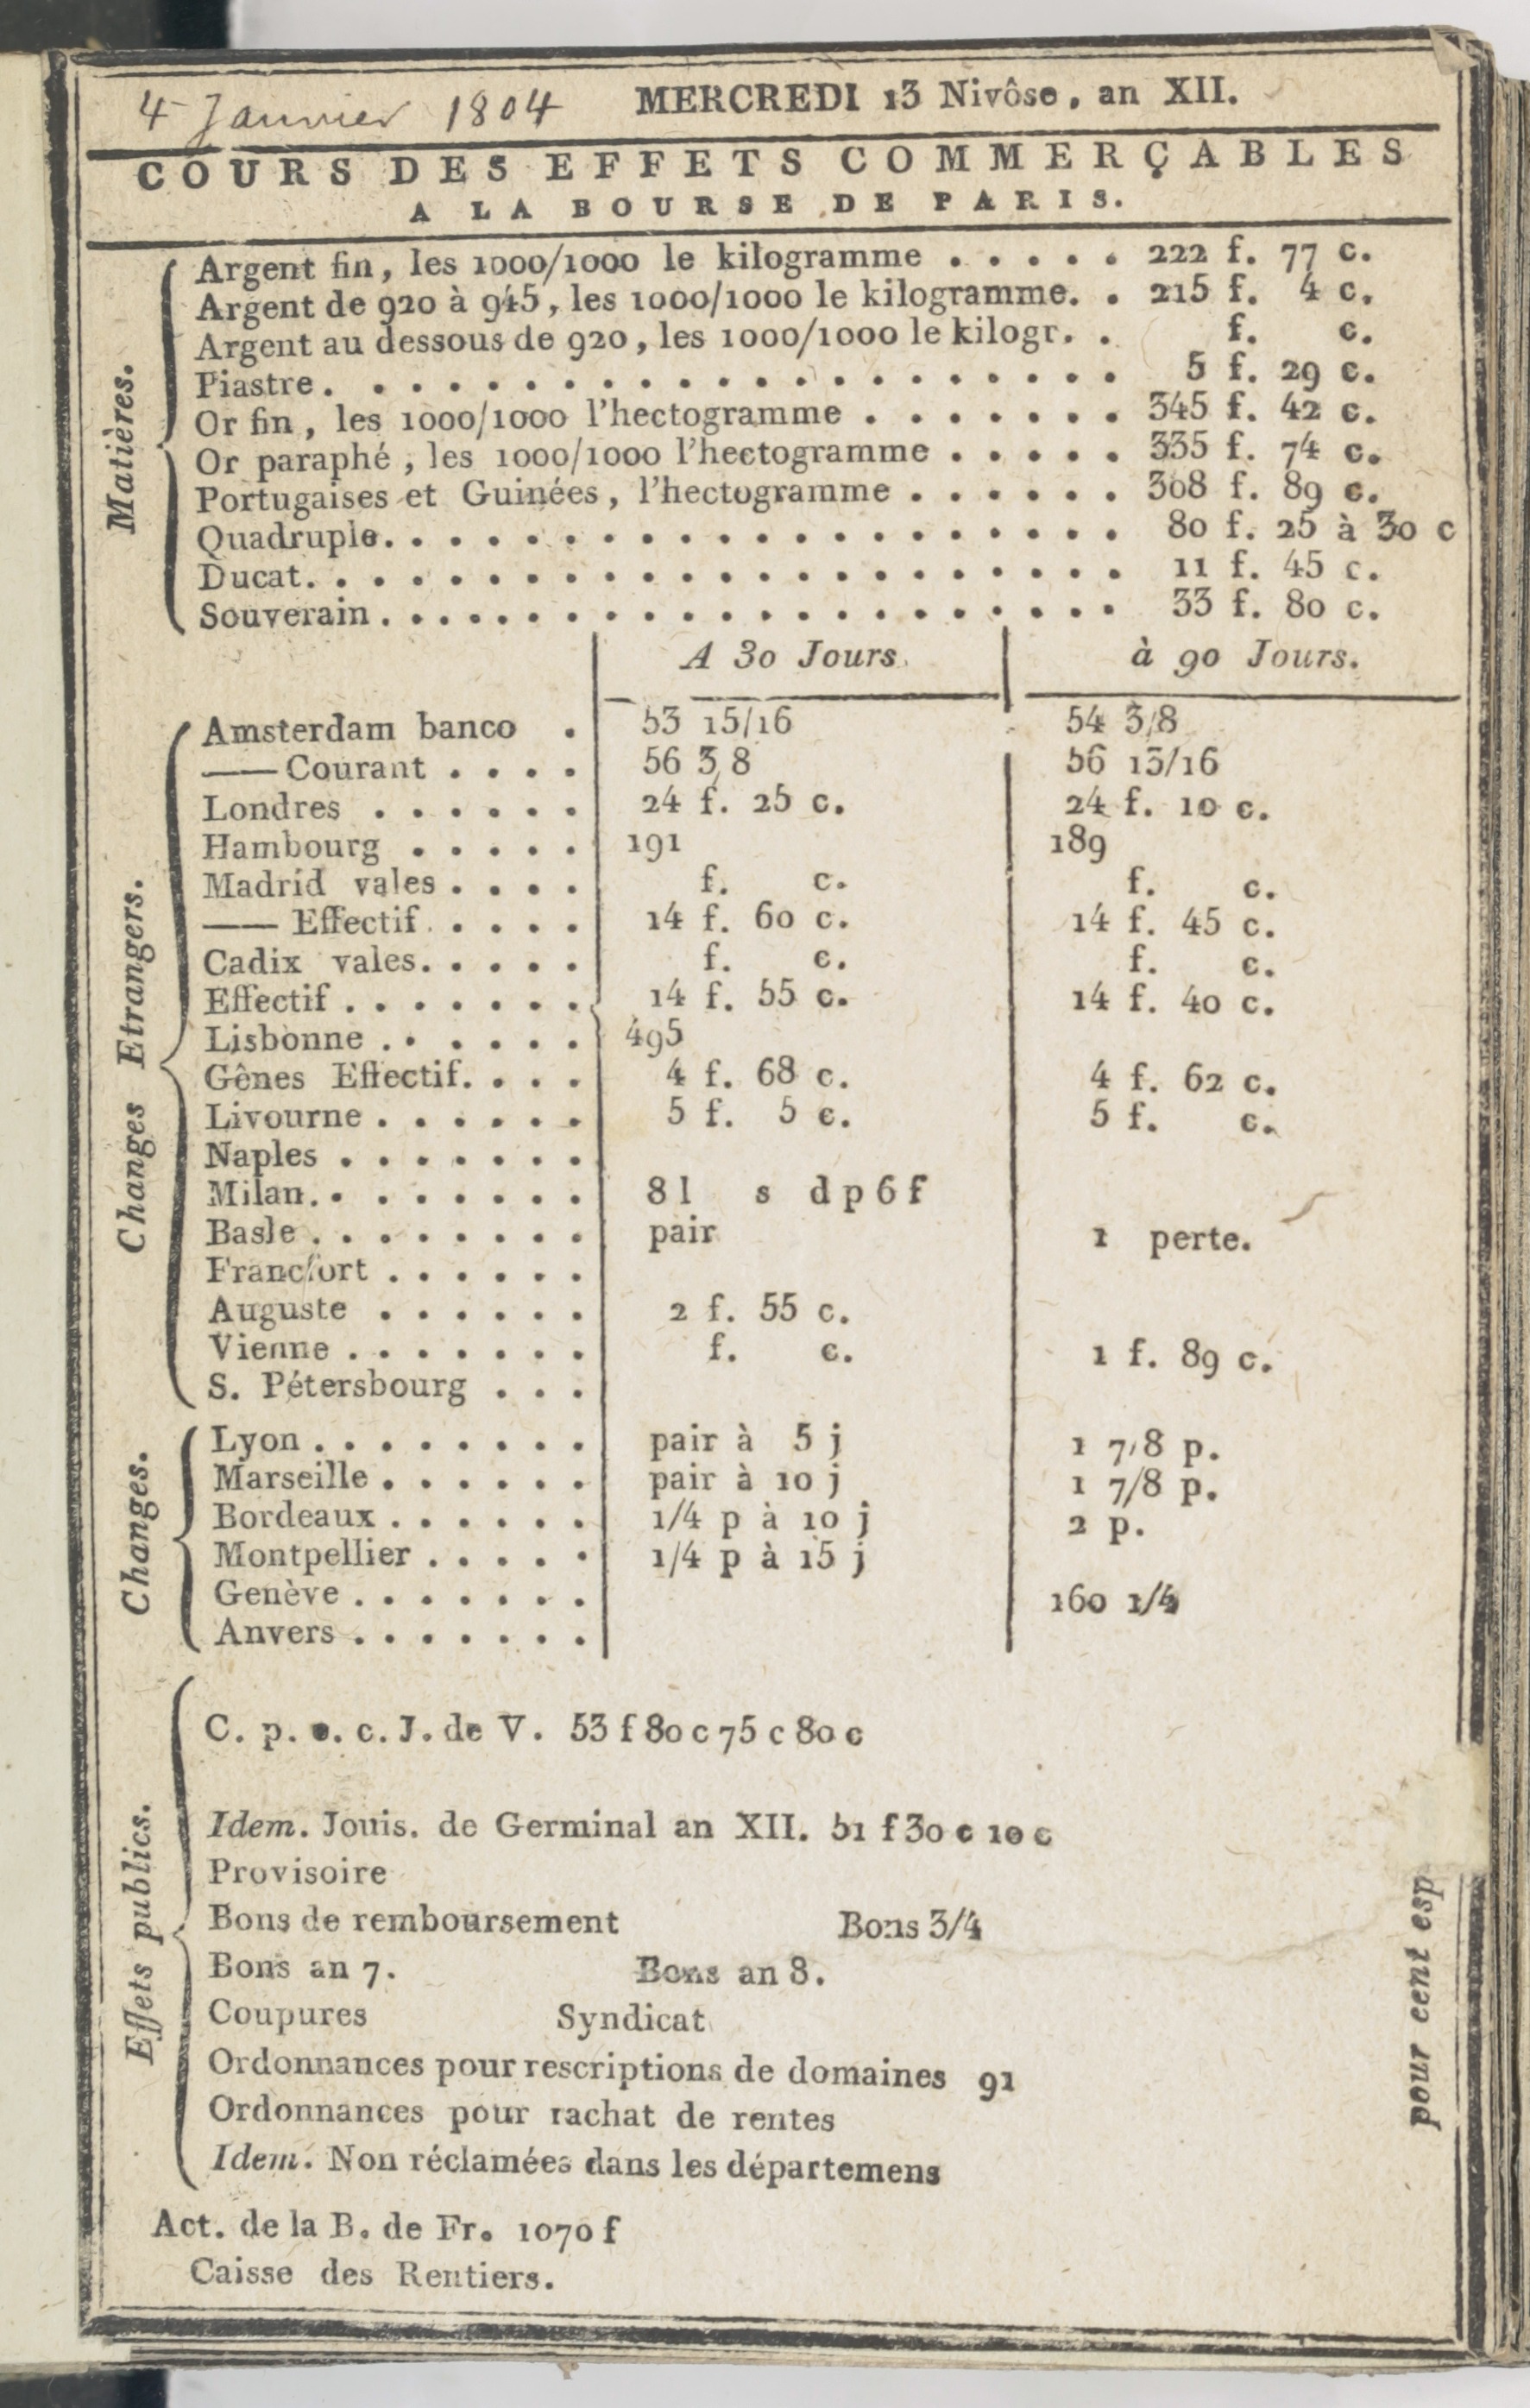 4 Janvier 1804 MERCREDI 13 Nivôse, an XII.
COURS DES EFFETS COMMERÇABLES
A LA BOURSE DE PARIS.
Matières.
Argent fin, les 1000/1000 le kilogramme . . . . . 222 f. 77 c.
Argent de 920 à 945, les 1000/1000 le kilogramme. . 215 f. 4 c.
Argent au dessous de 920, les 1000/1000 le kilogr. . f. c.
Piastre. . . . . . . . . . . . . . . . . . 5 f. 29 c.
Or fin, les 1000/1000 l'hectogramme . . . . . . 345 f. 42 c.
Or paraphé, les 1000/1000 l'hectogramme . . . . . 335 f. 74 c.
Portugaises et Guinées, l'hectogramme . . . . . . 308 f. 89 c.
Quadruple. . . . . . . . . . . . . . . . . . 80 f. 25 à 30 c
Ducat. . . . . . . . . . . . . . . . . . . . 11 f. 45 c.
Souverain . . . . . . . . . . . . . . . . . . 33 f. 80 c.
A 30 Jours. à 90 Jours.
Changes Etrangers.
Amsterdam banco . 53 15/16 54 3/8
—— Courant . . . . 56 3/8 56 15/16
Londres . . . . . . 24 f. 25 c. 24 f. 10 c.
Hambourg . . . . . 191 189
Madrid vales . . . . f. c. f. c.
—— Effectif . . . . . 14 f. 60 c. 14 f. 45 c.
Cadix vales. . . . . f. c. f. c.
Effectif . . . . . . . 14 f. 55 c. 14 f. 40 c.
Lisbonne . . . . . . 495
Gênes Effectif. . . . 4 f. 68 c. 4 f. 62 c.
Livourne . . . . . . 5 f. 5 c. 5 f. c.
Naples . . . . . . .
Milan. . . . . . . . 8 l s d p 6 f
Basle . . . . . . . . pair 1 perte.
Francfort . . . . . .
Auguste . . . . . . 2 f. 55 c.
Vienne . . . . . . . f. c. 1 f. 89 c.
S. Pétersbourg . . .
Changes.
Lyon . . . . . . . . pair à 5 j 1 7/8 p.
Marseille . . . . . . pair à 10 j 1 7/8 p.
Bordeaux . . . . . . 1/4 p à 10 j 2 p.
Montpellier . . . . . 1/4 p à 15 j
Genève . . . . . . . 160 1/4
Anvers . . . . . . .
Effets publics.
C. p. c. c. J. de V. 53 f 80 c 75 c 80 c
Idem. Jouis. de Germinal an XII. 51 f 30 c 10 c
Provisoire
Bons de remboursement Bons 3/4
Bons an 7. Bons an 8.
Coupures Syndicat
Ordonnances pour rescriptions de domaines 91
Ordonnances pour rachat de rentes
Idem. Non réclamées dans les départemens
pour cent esp
Act. de la B. de Fr. 1070 f
Caisse des Rentiers.